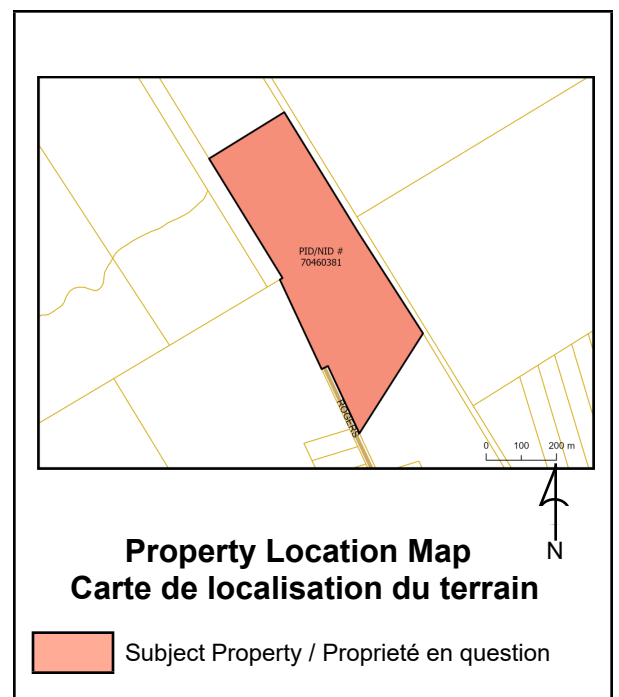 PID/NID #
70460381
ROGERS
0 100 200 m
N
Property Location Map
Carte de localisation du terrain
Subject Property / Proprieté en question